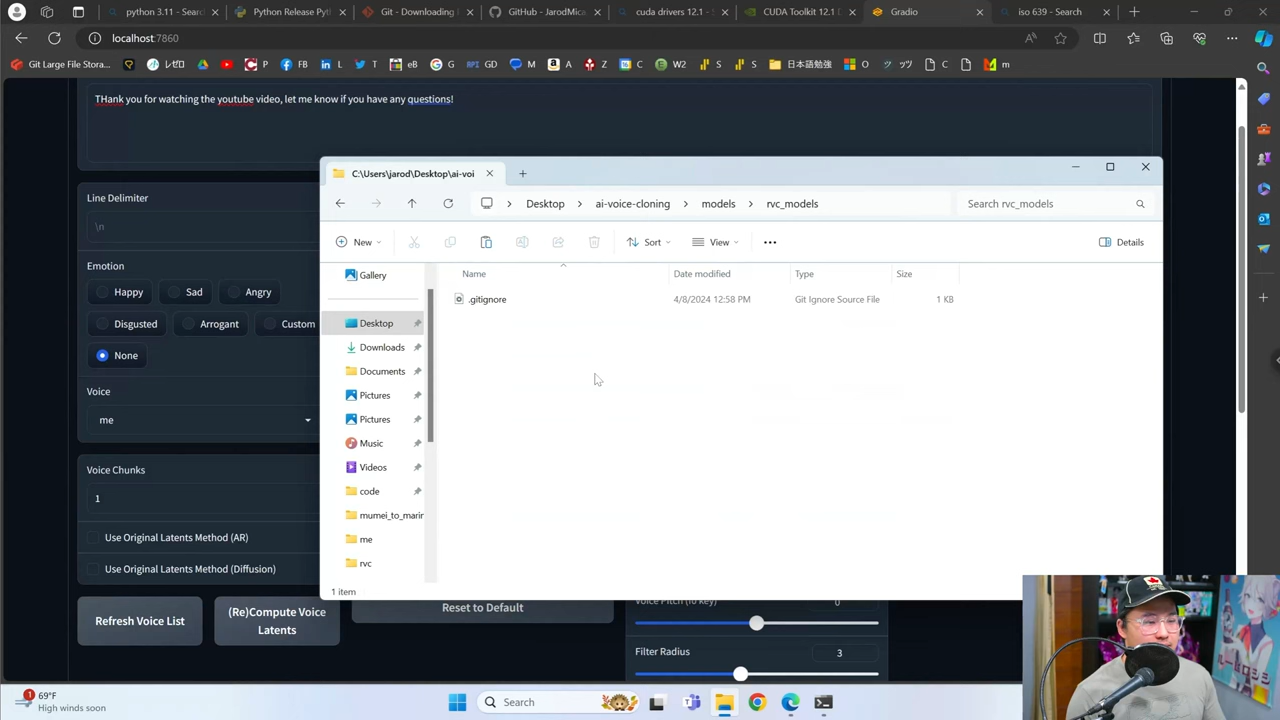 python 3.11 - Search
Python Release Pyt
Git - Downloading
GitHub - JarodMica
cuda drivers 12.1 -
CUDA Toolkit 12.1
Gradio
iso 639 - Search
localhost:7860
Git Large File Stora...
レゼロ
P
FB
L
T
eB
G
GD
M
A
Z
C
W2
S
S
日本語勉強
O
ツッ
C
m
THank you for watching the youtube video, let me know if you have any questions!
Line Delimiter
\n
Emotion
Happy
Sad
Angry
Disgusted
Arrogant
Custom
None
Voice
me
Voice Chunks
1
Use Original Latents Method (AR)
Use Original Latents Method (Diffusion)
Refresh Voice List
(Re)Compute Voice
Latents
Reset to Default
0
Filter Radius
3
C:\Users\jarod\Desktop\ai-voi
Desktop > ai-voice-cloning > models > rvc_models
Search rvc_models
New
Sort
View
Details
Name
Date modified
Type
Size
.gitignore
4/8/2024 12:58 PM
Git Ignore Source File
1 KB
Gallery
Desktop
Downloads
Documents
Pictures
Pictures
Music
Videos
code
mumei_to_marin
me
rvc
1 item
1
69°F
High winds soon
Search